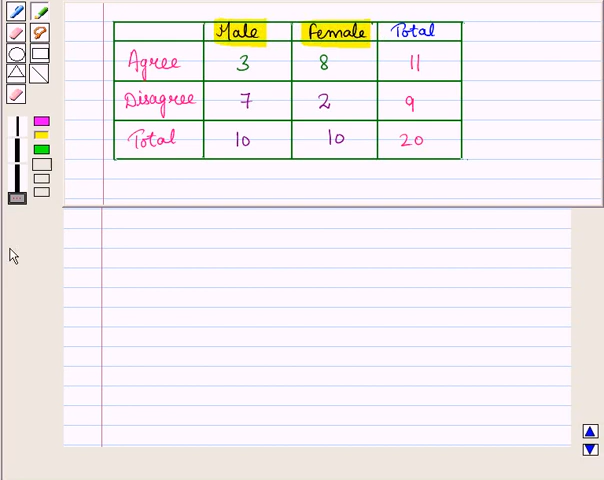 Male Female Total
Agree 3 8 11
Disagree 7 2 9
Total 10 10 20